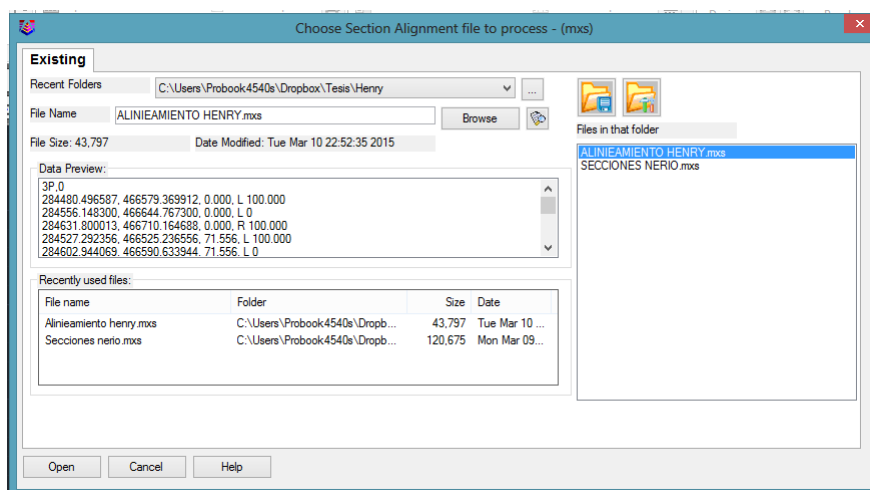 Choose Section Alignment file to process - (mxs)
Existing
Recent Folders
C:\Users\Probook4540s\Dropbox\Tesis\Henry
...
File Name
ALINIEAMIENTO HENRY.mxs
Browse
File Size: 43,797
Date Modified: Tue Mar 10 22:52:35 2015
Data Preview:
3P,0
284480.496587, 466579.369912, 0.000, L 100.000
284556.148300, 466644.767300, 0.000, L 0
284631.800013, 466710.164688, 0.000, R 100.000
284527.292356, 466525.236556, 71.556, L 100.000
284602.944069, 466590.633944, 71.556, L 0
Recently used files:
File name Folder Size Date
Alinieamiento henry.mxs C:\Users\Probook4540s\Dropb... 43,797 Tue Mar 10 ...
Secciones nerio.mxs C:\Users\Probook4540s\Dropb... 120,675 Mon Mar 09...
Files in that folder
ALINIEAMIENTO HENRY.mxs
SECCIONES NERIO.mxs
Open Cancel Help